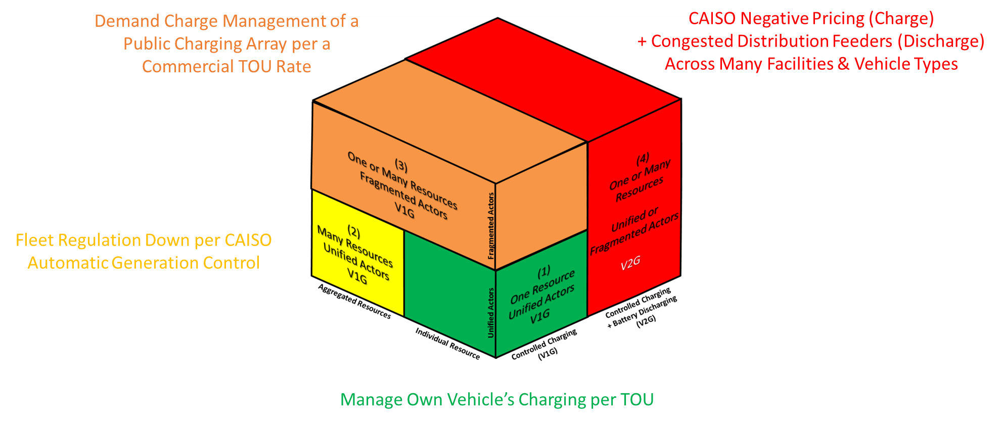 Demand Charge Management of a
Public Charging Array per a
Commercial TOU Rate
CAISO Negative Pricing (Charge)
+ Congested Distribution Feeders (Discharge)
Across Many Facilities & Vehicle Types
(3)
One or Many Resources
Fragmented Actors
V1G
Fragmented Actors
(4)
One or Many
Resources
Unified or
Fragmented Actors
V2G
Fleet Regulation Down per CAISO
Automatic Generation Control
(2)
Many Resources
Unified Actors
V1G
Unified Actors
(1)
One Resource
Unified Actors
V1G
Aggregated Resources
Individual Resource
Controlled Charging
(V1G)
Controlled Charging
+ Battery Discharging
(V2G)
Manage Own Vehicle’s Charging per TOU